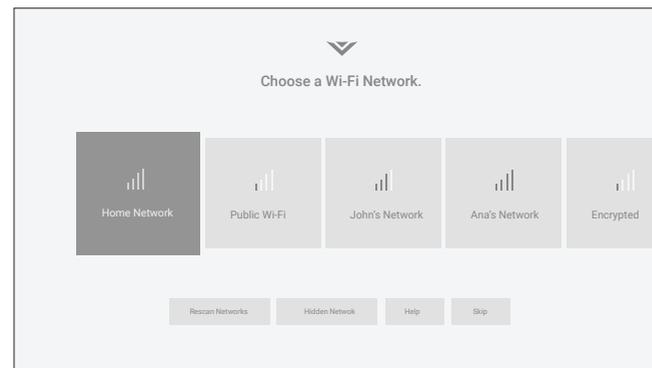 Choose a Wi-Fi Network.
Home Network
Public Wi-Fi
John's Network
Ana's Network
Encrypted
Rescan Networks
Hidden Netwok
Help
Skip